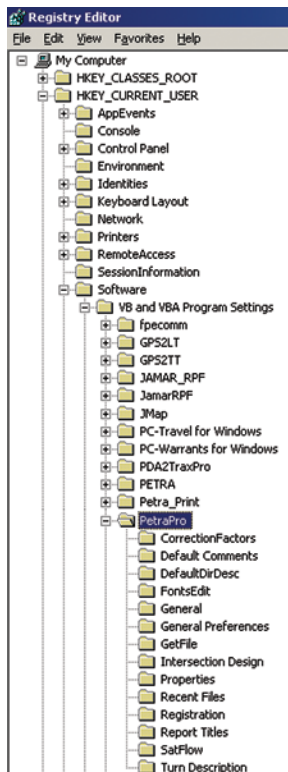 Registry Editor
File Edit View Favorites Help
My Computer
HKEY_CLASSES_ROOT
HKEY_CURRENT_USER
AppEvents
Console
Control Panel
Environment
Identities
Keyboard Layout
Network
Printers
RemoteAccess
SessionInformation
Software
VB and VBA Program Settings
fpecomm
GPS2LT
GPS2TT
JAMAR_RPF
JamarRPF
JMap
PC-Travel for Windows
PC-Warrants for Windows
PDA2TraxPro
PETRA
Petra_Print
PetraPro
CorrectionFactors
Default Comments
DefaultDirDesc
FontsEdit
General
General Preferences
GetFile
Intersection Design
Properties
Recent Files
Registration
Report Titles
SatFlow
Turn Description